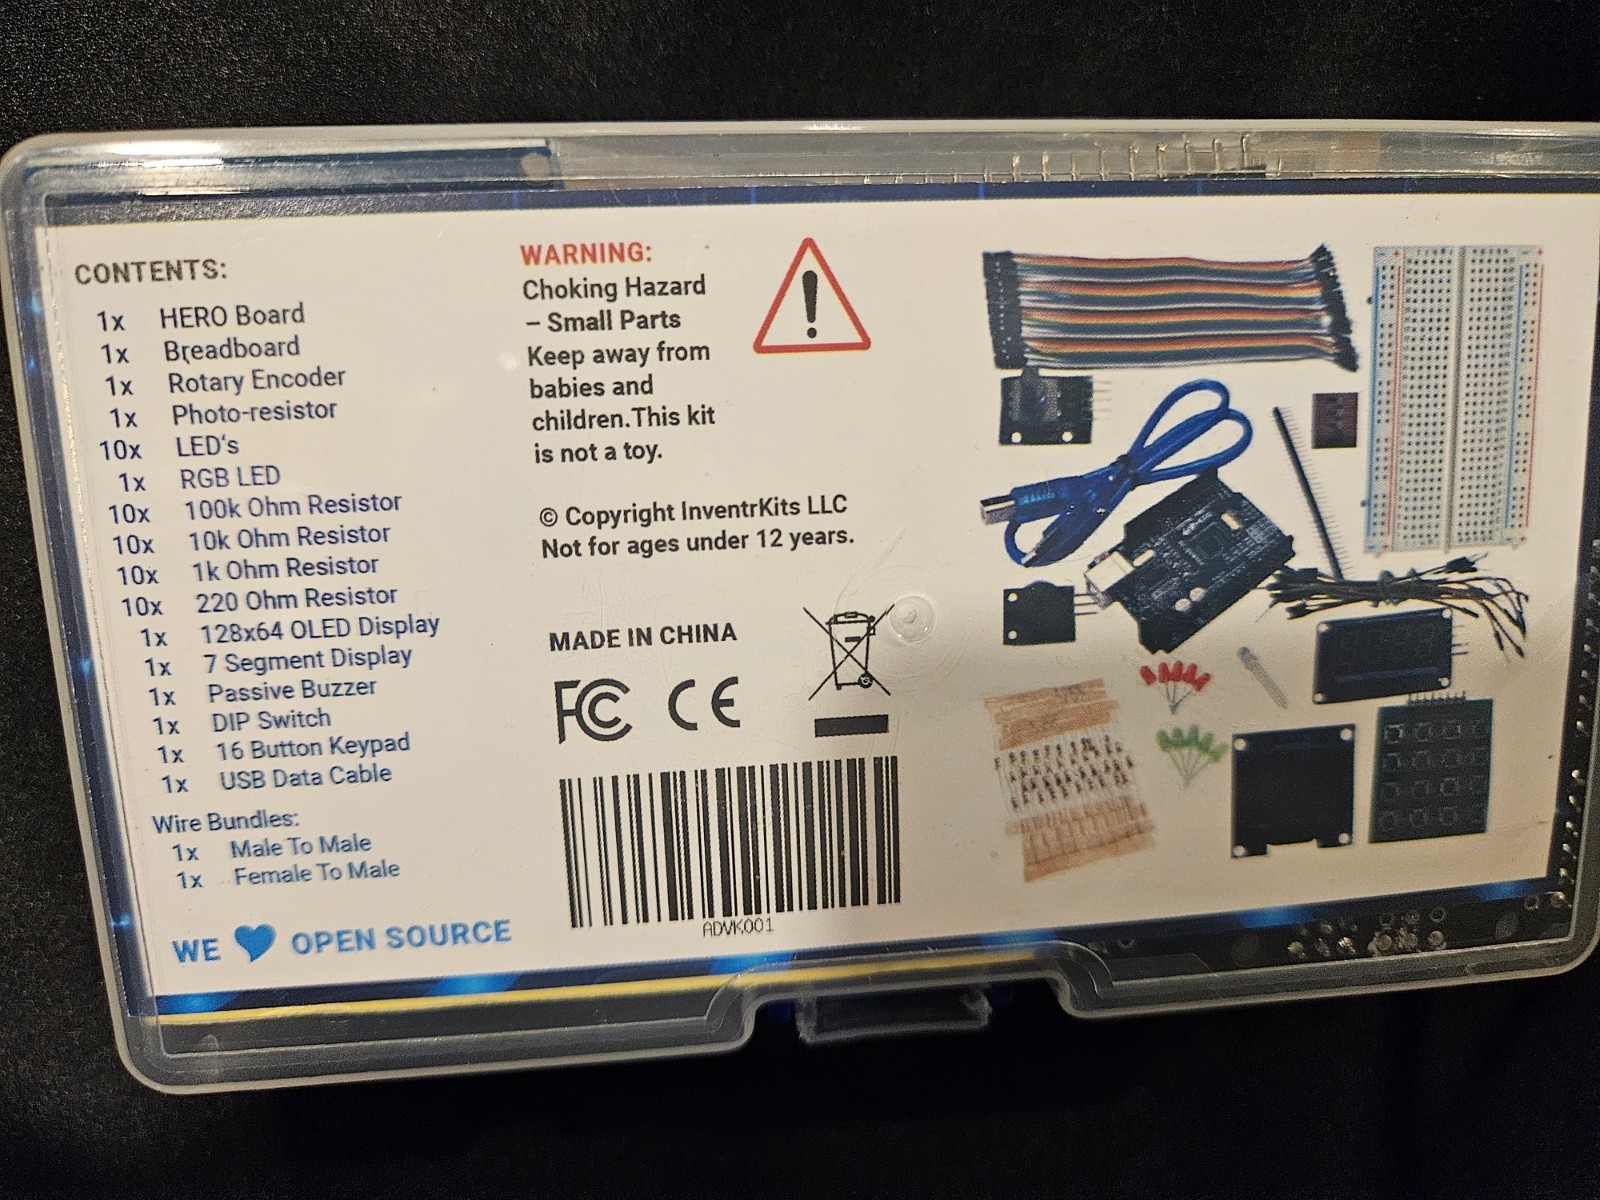 CONTENTS:
1x HERO Board
1x Breadboard
1x Rotary Encoder
1x Photo-resistor
10x LED's
1x RGB LED
10x 100k Ohm Resistor
10x 10k Ohm Resistor
10x 1k Ohm Resistor
10x 220 Ohm Resistor
1x 128x64 OLED Display
1x 7 Segment Display
1x Passive Buzzer
1x DIP Switch
1x 16 Button Keypad
1x USB Data Cable
Wire Bundles:
1x Male To Male
1x Female To Male
WE OPEN SOURCE
WARNING:
Choking Hazard
– Small Parts
Keep away from
babies and
children.This kit
is not a toy.
© Copyright InventrKits LLC
Not for ages under 12 years.
MADE IN CHINA
FC CE
ADVK001